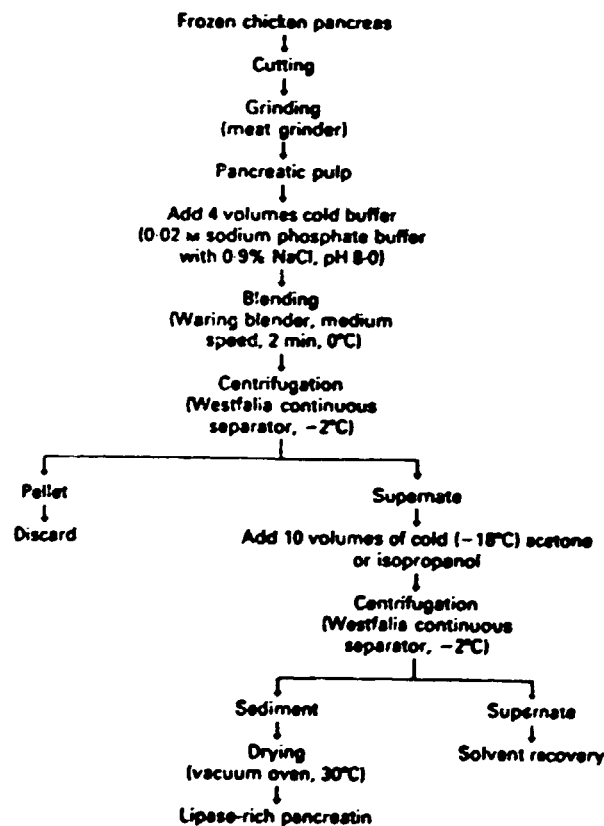 Frozen chicken pancreas
Cutting
Grinding
(meat grinder)
Pancreatic pulp
Add 4 volumes cold buffer
(0·02 M sodium phosphate buffer
with 0·9% NaCl, pH 8·0)
Blending
(Waring blender, medium
speed, 2 min, 0°C)
Centrifugation
(Westfalia continuous
separator, −2°C)
Pellet
Discard
Supernate
Add 10 volumes of cold (−18°C) acetone
or isopropanol
Centrifugation
(Westfalia continuous
separator, −2°C)
Sediment
Drying
(vacuum oven, 30°C)
Lipase-rich pancreatin
Supernate
Solvent recovery